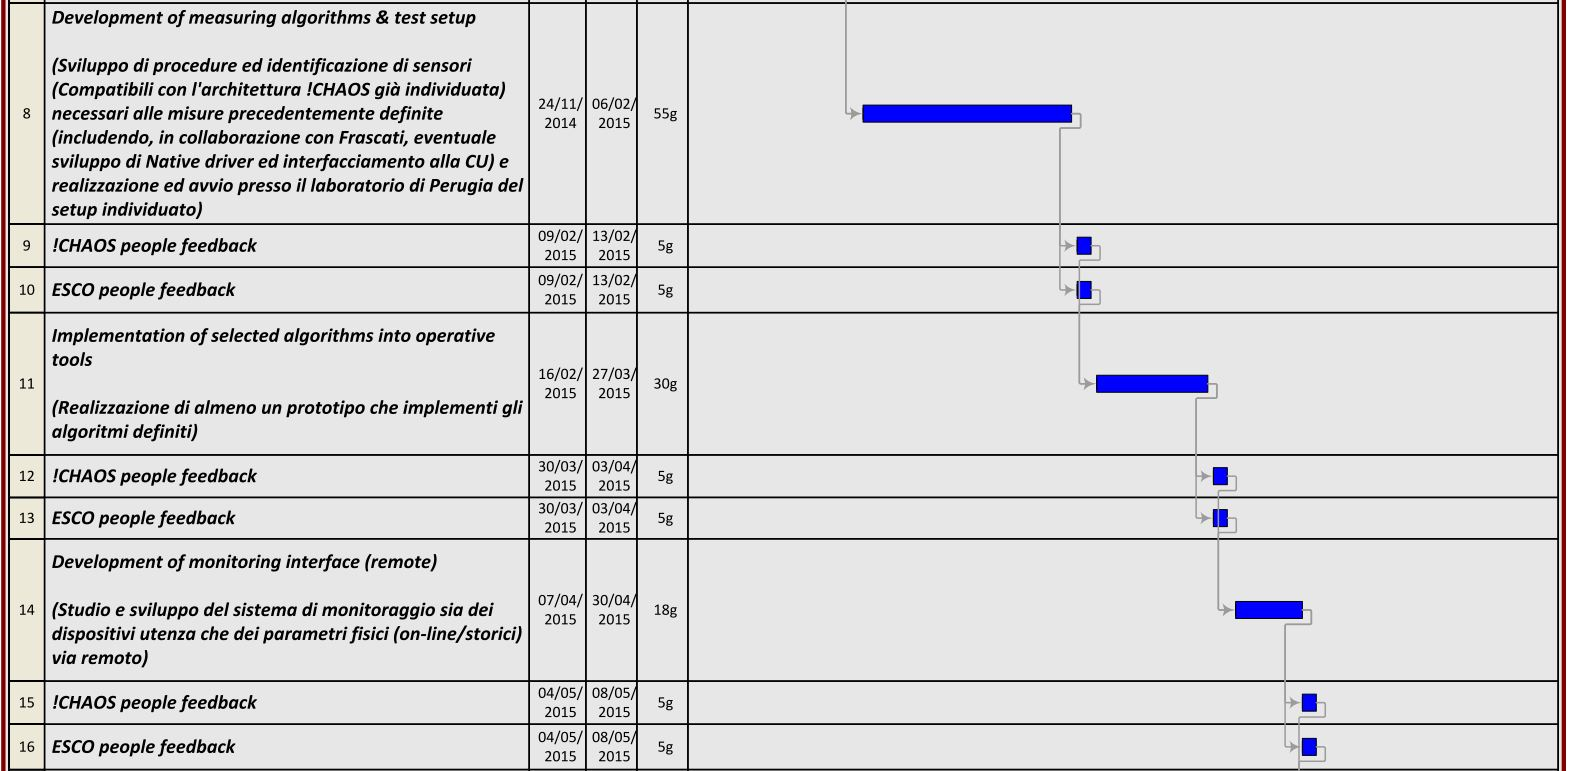 Development of measuring algorithms & test setup
(Sviluppo di procedure ed identificazione di sensori
(Compatibili con l'architettura !CHAOS già individuata)
necessari alle misure precedentemente definite
(includendo, in collaborazione con Frascati, eventuale
sviluppo di Native driver ed interfacciamento alla CU) e
realizzazione ed avvio presso il laboratorio di Perugia del
setup individuato)
8
24/11/
2014
06/02/
2015
55g
9
!CHAOS people feedback
09/02/
2015
13/02/
2015
5g
10
ESCO people feedback
09/02/
2015
13/02/
2015
5g
11
Implementation of selected algorithms into operative
tools
(Realizzazione di almeno un prototipo che implementi gli
algoritmi definiti)
16/02/
2015
27/03/
2015
30g
12
!CHAOS people feedback
30/03/
2015
03/04/
2015
5g
13
ESCO people feedback
30/03/
2015
03/04/
2015
5g
14
Development of monitoring interface (remote)
(Studio e sviluppo del sistema di monitoraggio sia dei
dispositivi utenza che dei parametri fisici (on-line/storici)
via remoto)
07/04/
2015
30/04/
2015
18g
15
!CHAOS people feedback
04/05/
2015
08/05/
2015
5g
16
ESCO people feedback
04/05/
2015
08/05/
2015
5g